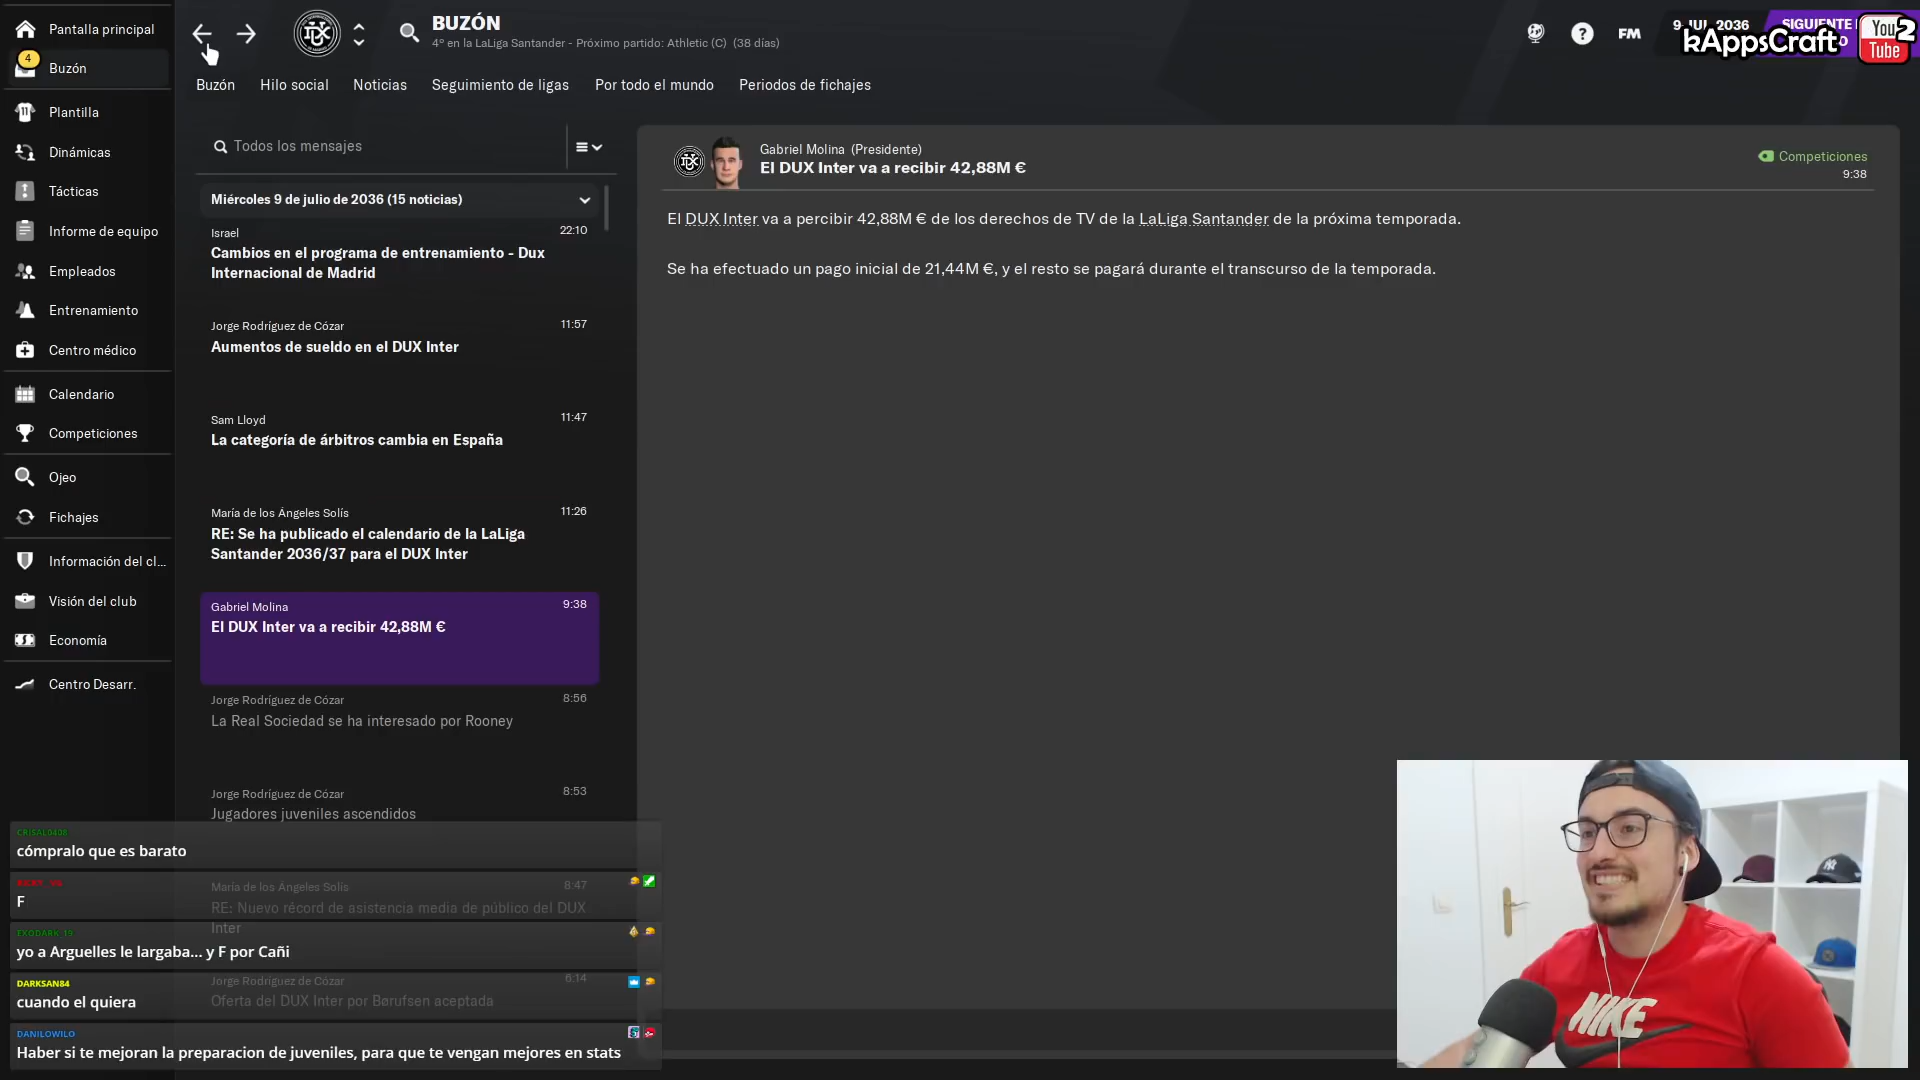 Pantalla principal
4
Buzón
Plantilla
Dinámicas
Tácticas
Informe de equipo
Empleados
Entrenamiento
Centro médico
Calendario
Competiciones
Ojeo
Fichajes
Información del cl...
Visión del club
Economía
Centro Desarr.
BUZÓN
4º en la LaLiga Santander - Próximo partido: Athletic (C) (38 días)
FM
9 JUL 2036
SIGUIENTE
kAppsCraft
You2
Tube
Buzón
Hilo social
Noticias
Seguimiento de ligas
Por todo el mundo
Periodos de fichajes
Todos los mensajes
Miércoles 9 de julio de 2036 (15 noticias)
Israel
22:10
Cambios en el programa de entrenamiento - Dux
Internacional de Madrid
Jorge Rodríguez de Cózar
11:57
Aumentos de sueldo en el DUX Inter
Sam Lloyd
11:47
La categoría de árbitros cambia en España
María de los Ángeles Solís
11:26
RE: Se ha publicado el calendario de la LaLiga
Santander 2036/37 para el DUX Inter
Gabriel Molina
9:38
El DUX Inter va a recibir 42,88M €
Jorge Rodríguez de Cózar
8:56
La Real Sociedad se ha interesado por Rooney
Jorge Rodríguez de Cózar
8:53
Jugadores juveniles ascendidos
María de los Ángeles Solís
8:47
RE: Nuevo récord de asistencia media de público del DUX
Inter
Jorge Rodríguez de Cózar
6:14
Oferta del DUX Inter por Børufsen aceptada
Gabriel Molina (Presidente)
El DUX Inter va a recibir 42,88M €
Competiciones
9:38
El DUX Inter va a percibir 42,88M € de los derechos de TV de la LaLiga Santander de la próxima temporada.
Se ha efectuado un pago inicial de 21,44M €, y el resto se pagará durante el transcurso de la temporada.
CRISAL0408
cómpralo que es barato
F
EXODARK_19
yo a Arguelles le largaba... y F por Cañi
DARKSAN84
cuando el quiera
DANILOWILO
Haber si te mejoran la preparacion de juveniles, para que te vengan mejores en stats
NIKE